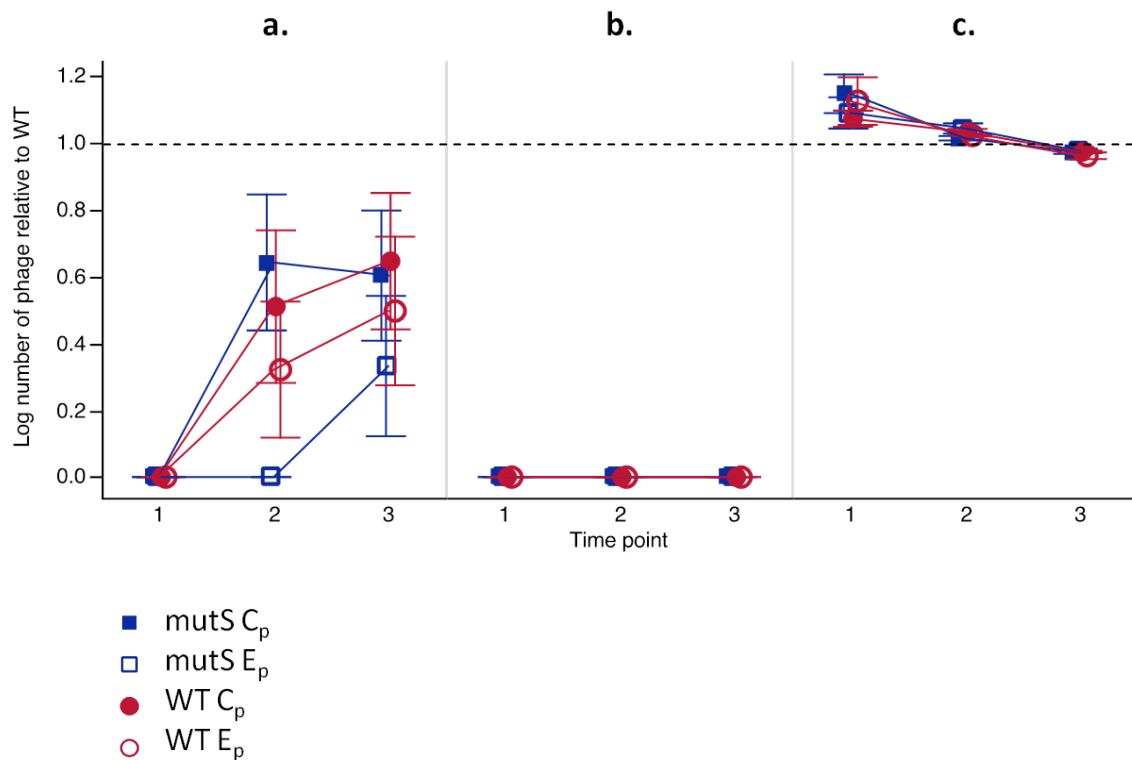 a. b. c.
Log number of phage relative to WT
1.2
1.0
0.8
0.6
0.4
0.2
0.0
1 2 3 1 2 3 1 2 3
Time point
mutS Cp
mutS Ep
WT Cp
WT Ep